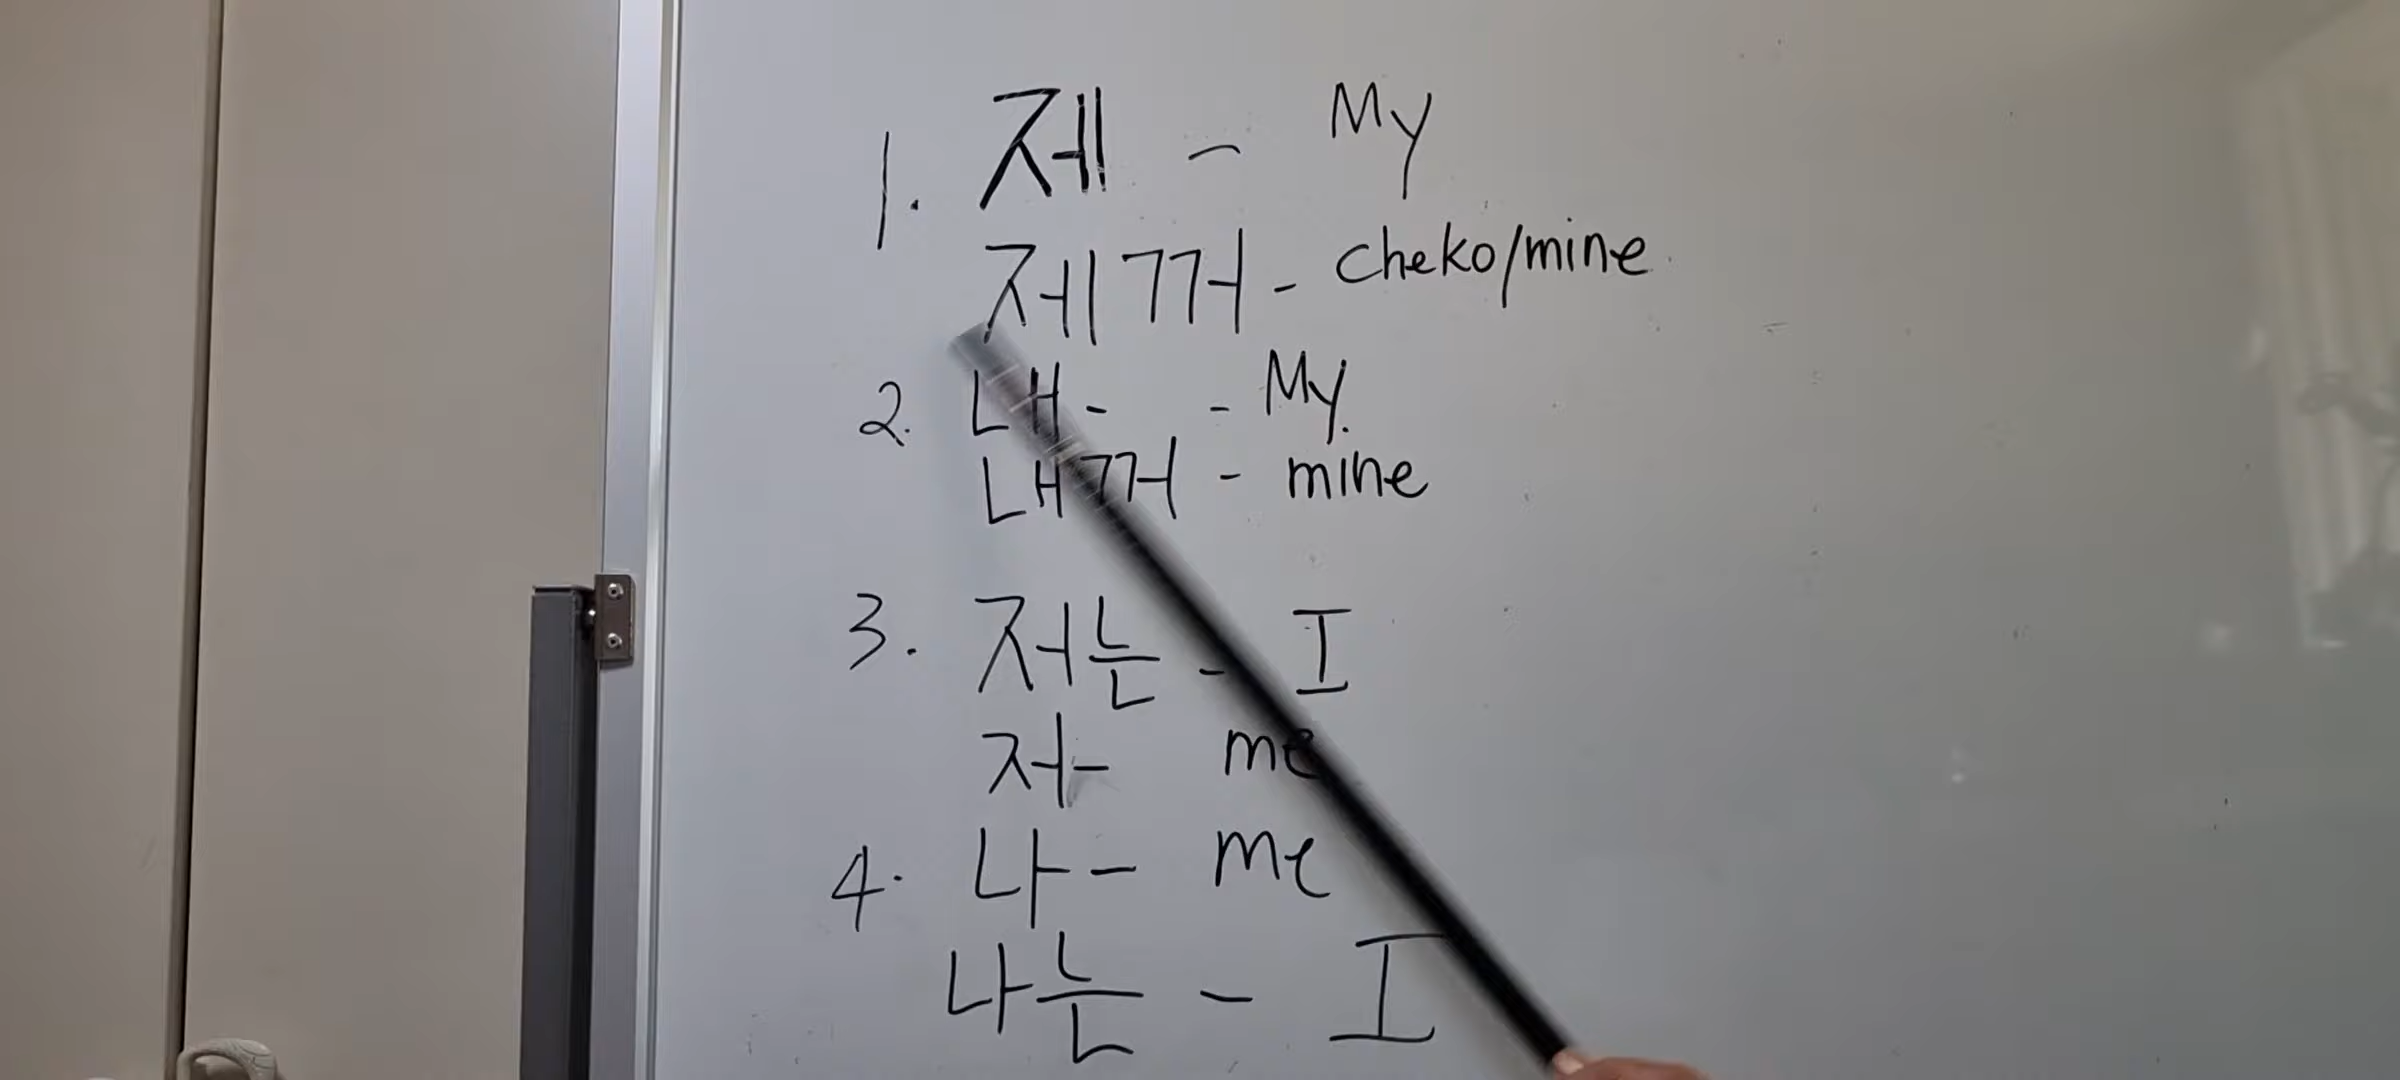 1. 제 - My
제꺼 - cheko/mine
2. 내 - - My.
내꺼 - mine
3. 저는 - I
저 - me
4. 나 - me
나는 - I